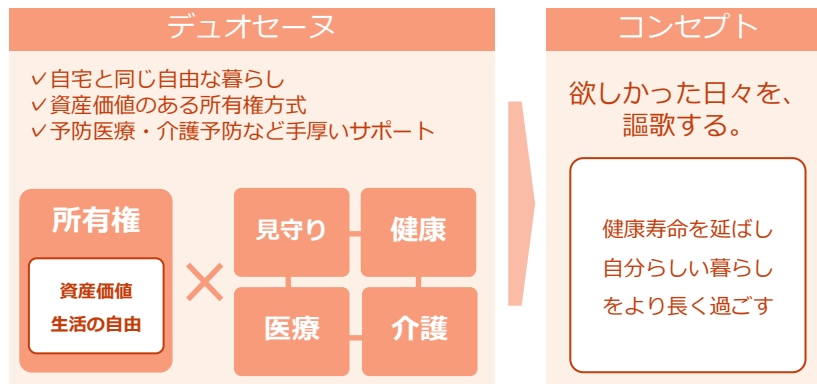 デュオセーヌ
✓自宅と同じ自由な暮らし
✓資産価値のある所有権方式
✓予防医療・介護予防など手厚いサポート
所有権
資産価値
生活の自由
×
見守り
健康
医療
介護
コンセプト
欲しかった日々を、
謳歌する。
健康寿命を延ばし
自分らしい暮らし
をより長く過ごす